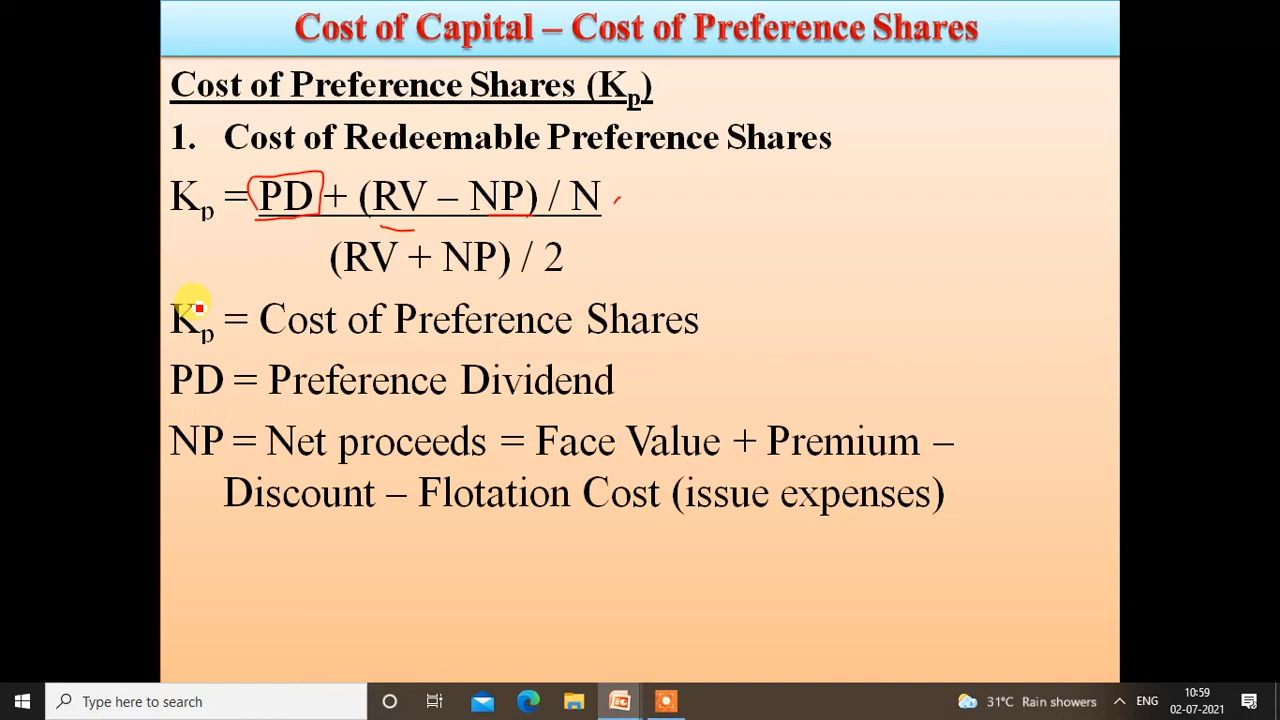 Cost of Capital – Cost of Preference Shares
Cost of Preference Shares (Kp)
1. Cost of Redeemable Preference Shares
Kp = PD + (RV – NP) / N
(RV + NP) / 2
Kp = Cost of Preference Shares
PD = Preference Dividend
NP = Net proceeds = Face Value + Premium –
Discount – Flotation Cost (issue expenses)
Type here to search
31°C Rain showers
ENG
10:59
02-07-2021